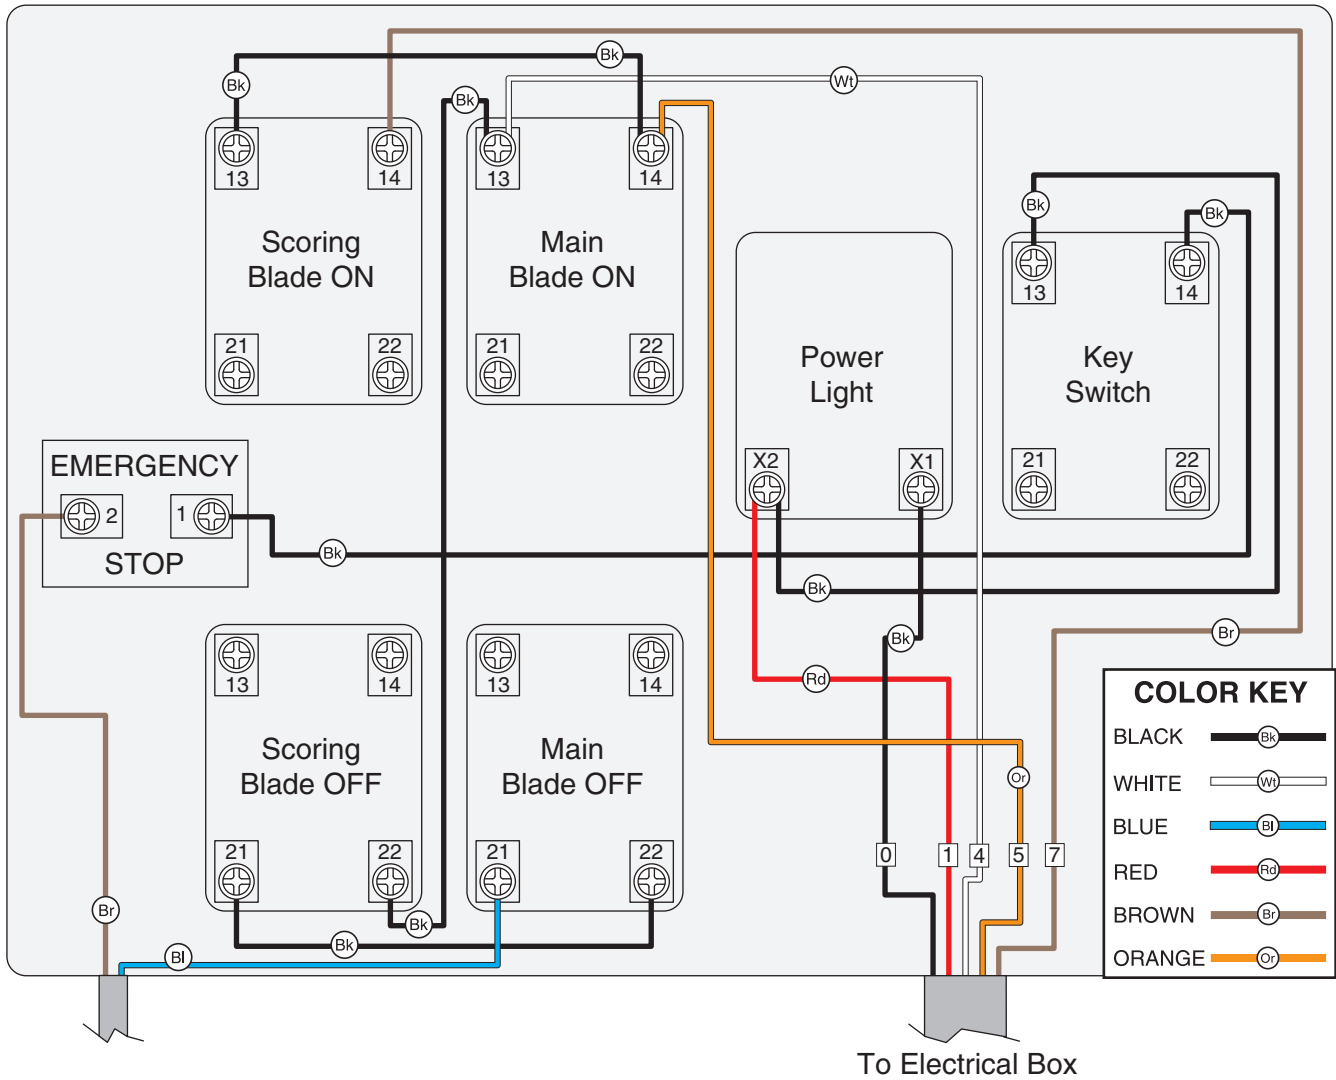 Bk
Wt
Bk
Bk
13
14
13
14
Scoring
Blade ON
Main
Blade ON
21
22
21
22
Bk
Bk
13
14
Key
Switch
21
22
Power
Light
X2
X1
EMERGENCY
2
1
STOP
Bk
Bk
Bk
Rd
Br
13
14
13
14
Scoring
Blade OFF
Main
Blade OFF
21
22
21
22
Or
0
1
4
5
7
Br
Bk
Bk
Bl
COLOR KEY
BLACK Bk
WHITE Wt
BLUE Bl
RED Rd
BROWN Br
ORANGE Or
To Electrical Box